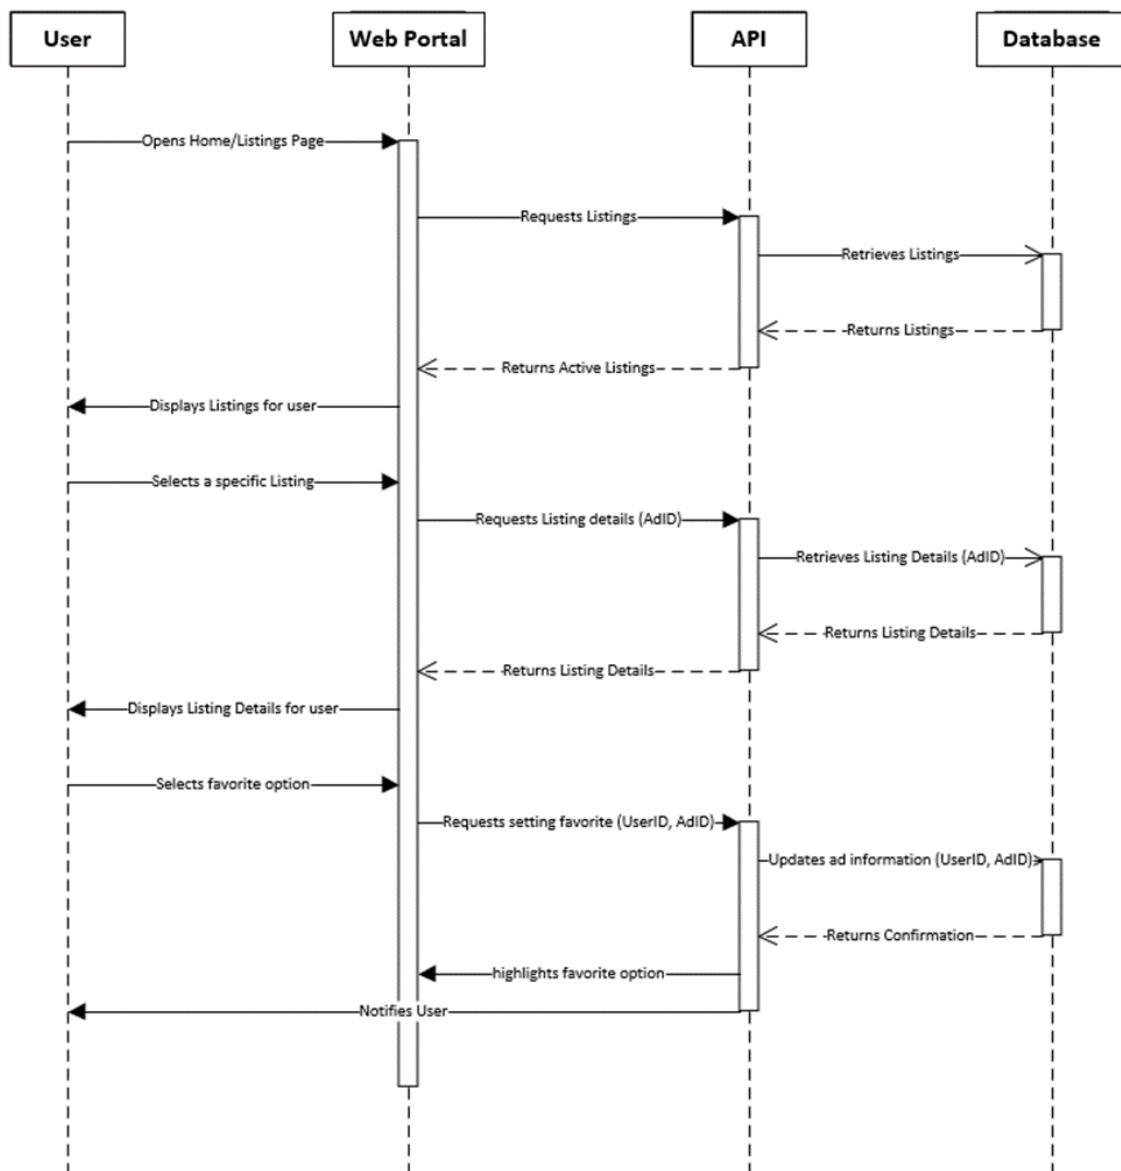 User
Web Portal
API
Database
Opens Home/Listings Page
Requests Listings
Retrieves Listings
Returns Listings
Returns Active Listings
Displays Listings for user
Selects a specific Listing
Requests Listing details (AdID)
Retrieves Listing Details (AdID)
Returns Listing Details
Returns Listing Details
Displays Listing Details for user
Selects favorite option
Requests setting favorite (UserID, AdID)
Updates ad information (UserID, AdID)
Returns Confirmation
highlights favorite option
Notifies User